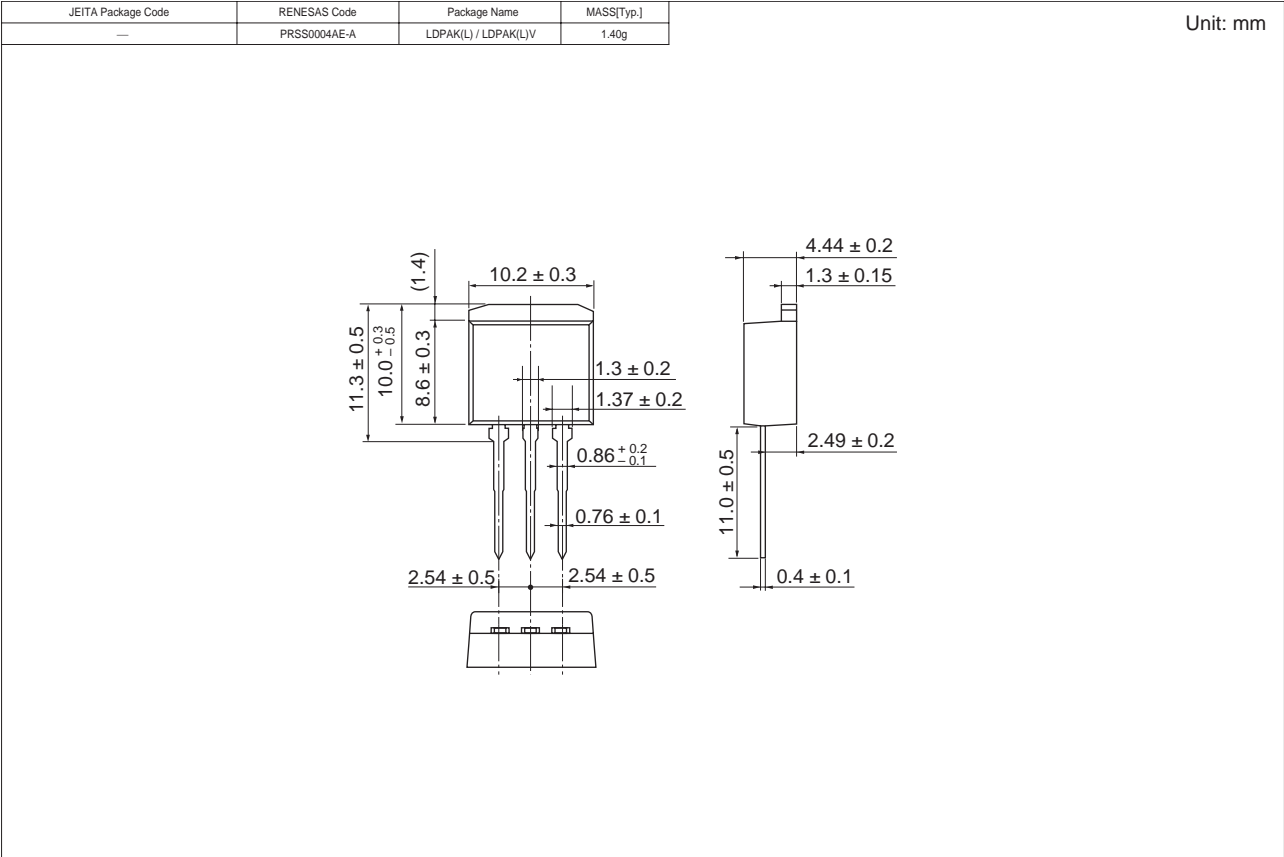 JEITA Package Code RENESAS Code Package Name MASS[Typ.]
— PRSS0004AE-A LDPAK(L) / LDPAK(L)V 1.40g
Unit: mm
4.44 ± 0.2
(1.4)
10.2 ± 0.3
1.3 ± 0.15
11.3 ± 0.5
10.0 + 0.3 – 0.5
8.6 ± 0.3
1.3 ± 0.2
1.37 ± 0.2
2.49 ± 0.2
0.86 + 0.2 – 0.1
11.0 ± 0.5
0.76 ± 0.1
2.54 ± 0.5
2.54 ± 0.5
0.4 ± 0.1